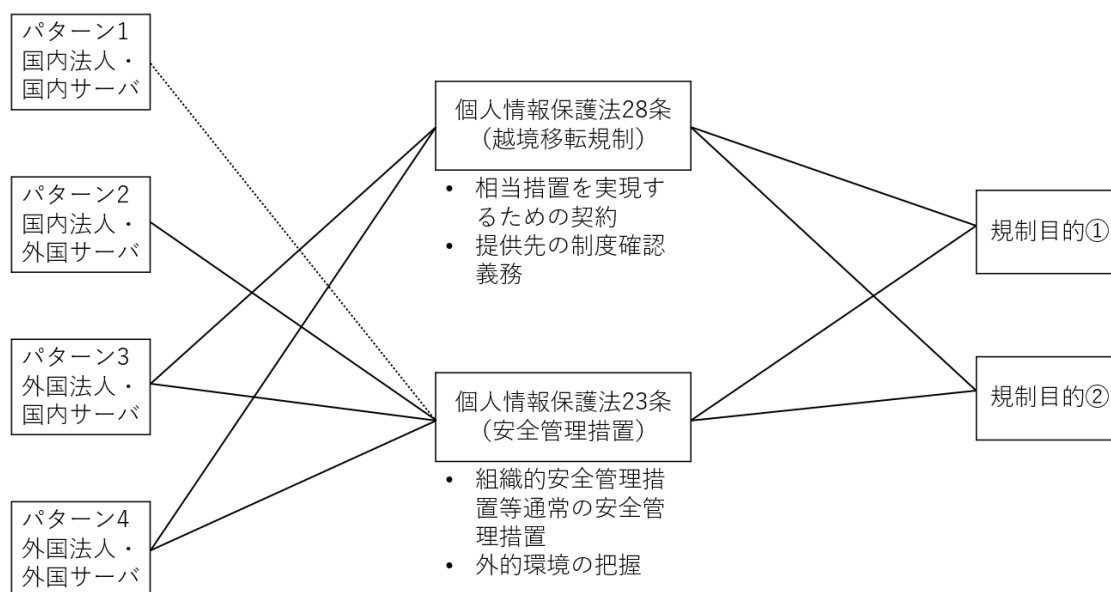 パターン1
国内法人・
国内サーバ
パターン2
国内法人・
外国サーバ
パターン3
外国法人・
国内サーバ
パターン4
外国法人・
外国サーバ
個人情報保護法28条
（越境移転規制）
• 相当措置を実現す
るための契約
• 提供先の制度確認
義務
個人情報保護法23条
（安全管理措置）
• 組織的安全管理措
置等通常の安全管
理措置
• 外的環境の把握
規制目的①
規制目的②